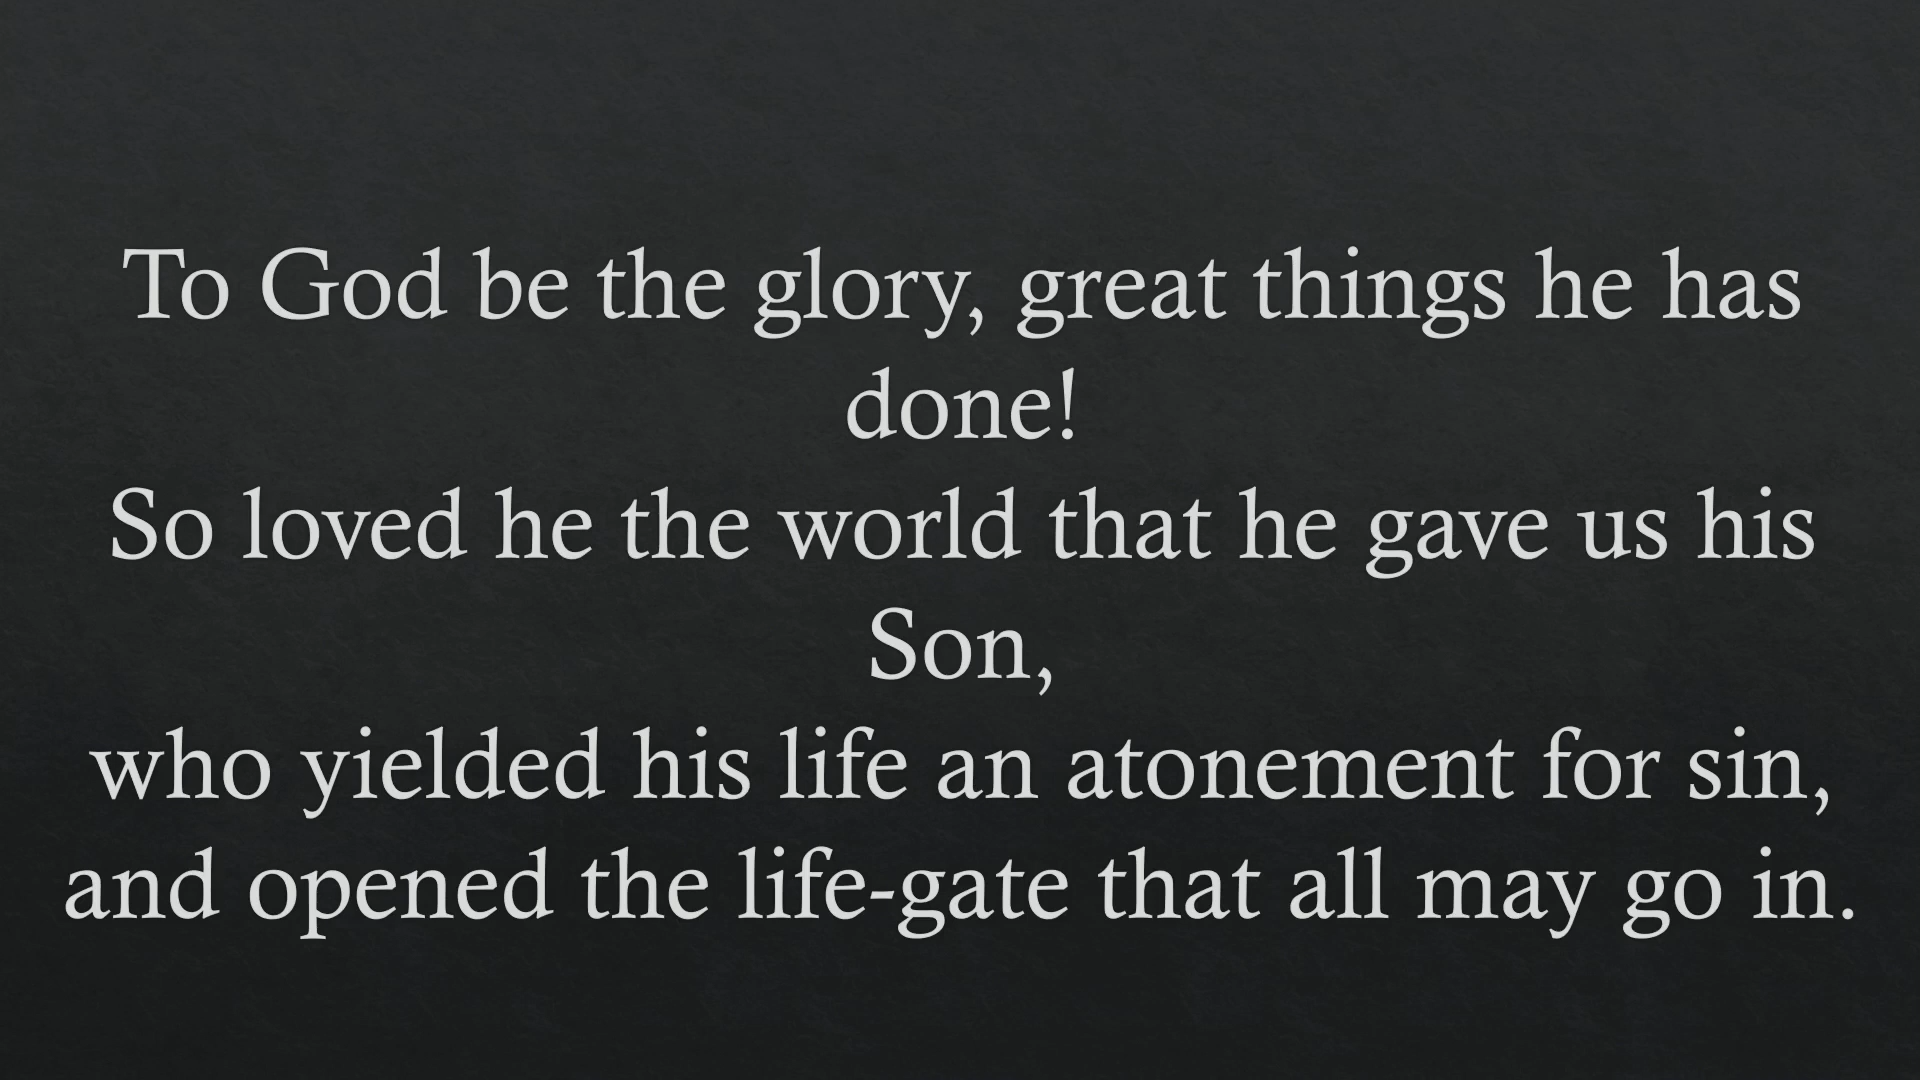 To God be the glory, great things he has
done!
So loved he the world that he gave us his
Son,
who yielded his life an atonement for sin,
and opened the life-gate that all may go in.